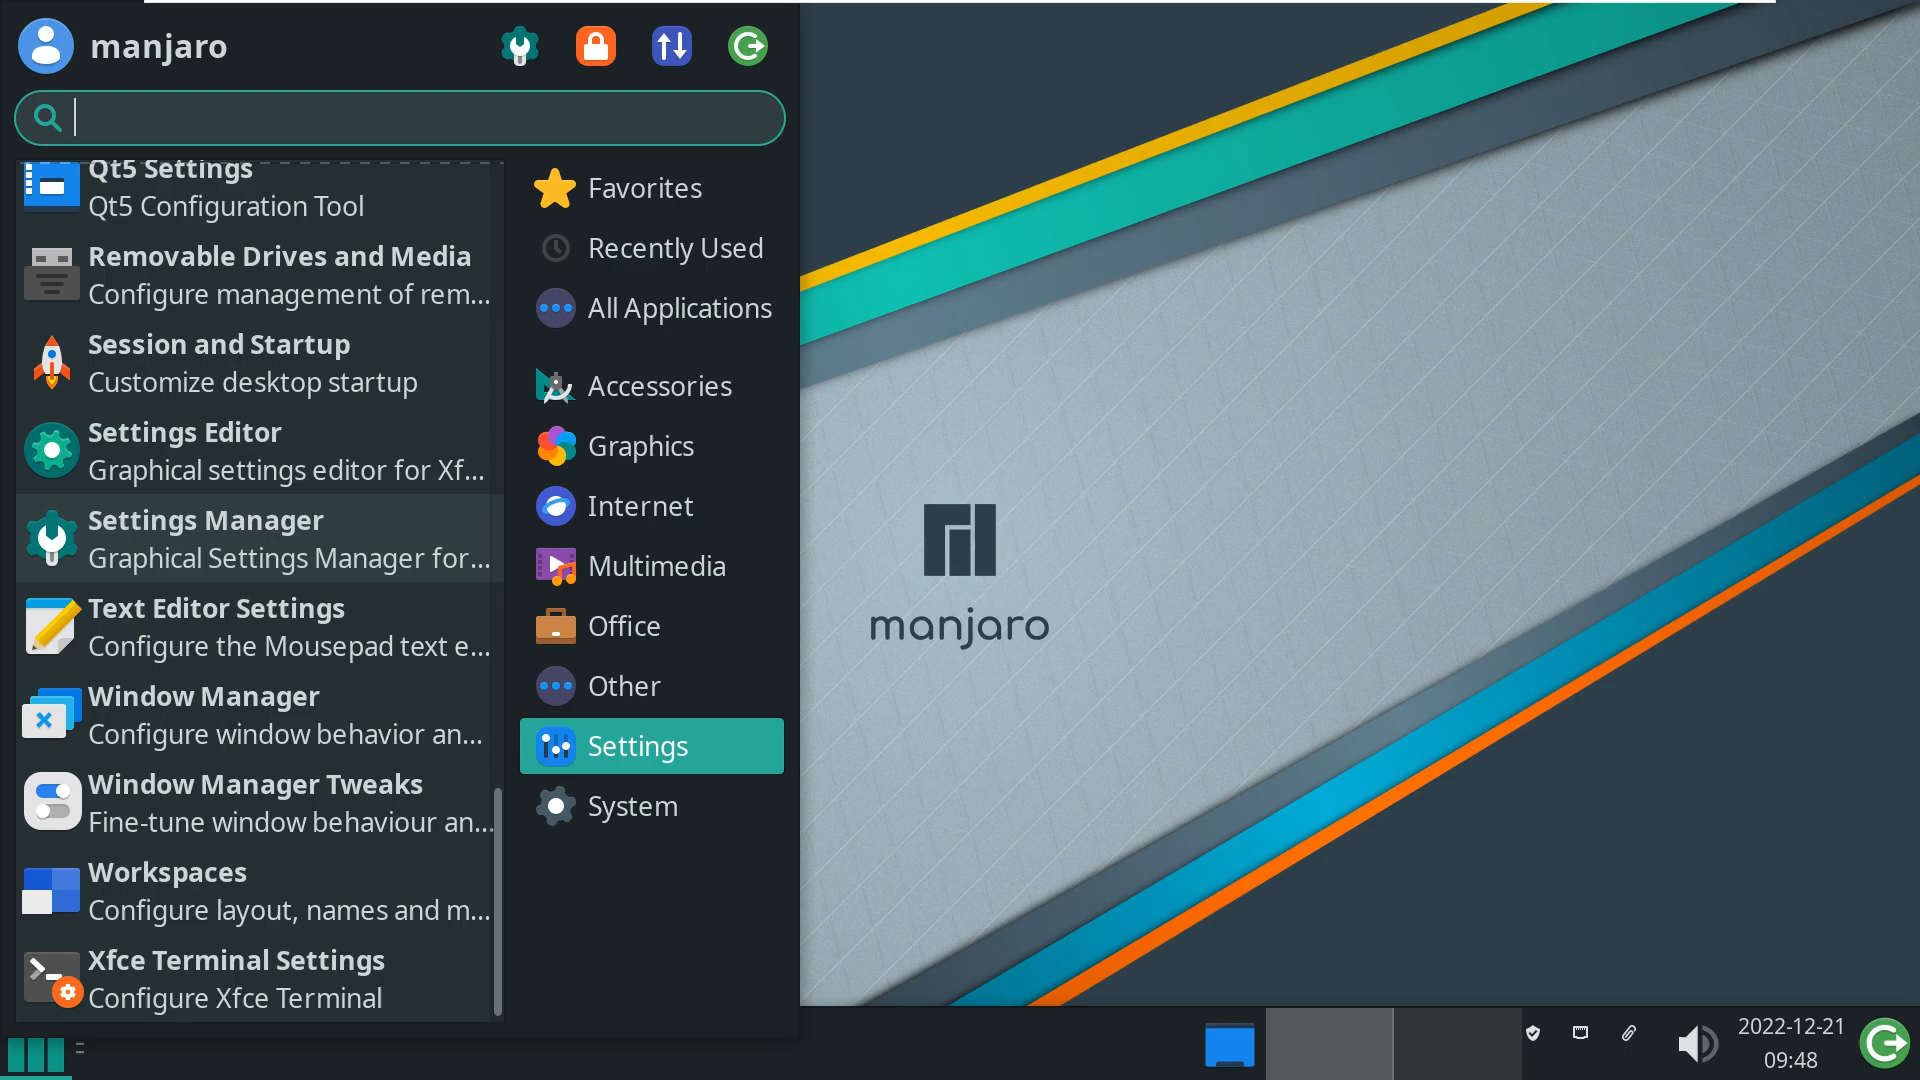 manjaro
Qt5 Settings
Qt5 Configuration Tool
Removable Drives and Media
Configure management of rem...
Session and Startup
Customize desktop startup
Settings Editor
Graphical settings editor for Xf...
Settings Manager
Graphical Settings Manager for...
Text Editor Settings
Configure the Mousepad text e...
Window Manager
Configure window behavior an...
Window Manager Tweaks
Fine-tune window behaviour an...
Workspaces
Configure layout, names and m...
Xfce Terminal Settings
Configure Xfce Terminal
Favorites
Recently Used
All Applications
Accessories
Graphics
Internet
Multimedia
Office
Other
Settings
System
manjaro
2022-12-21
09:48